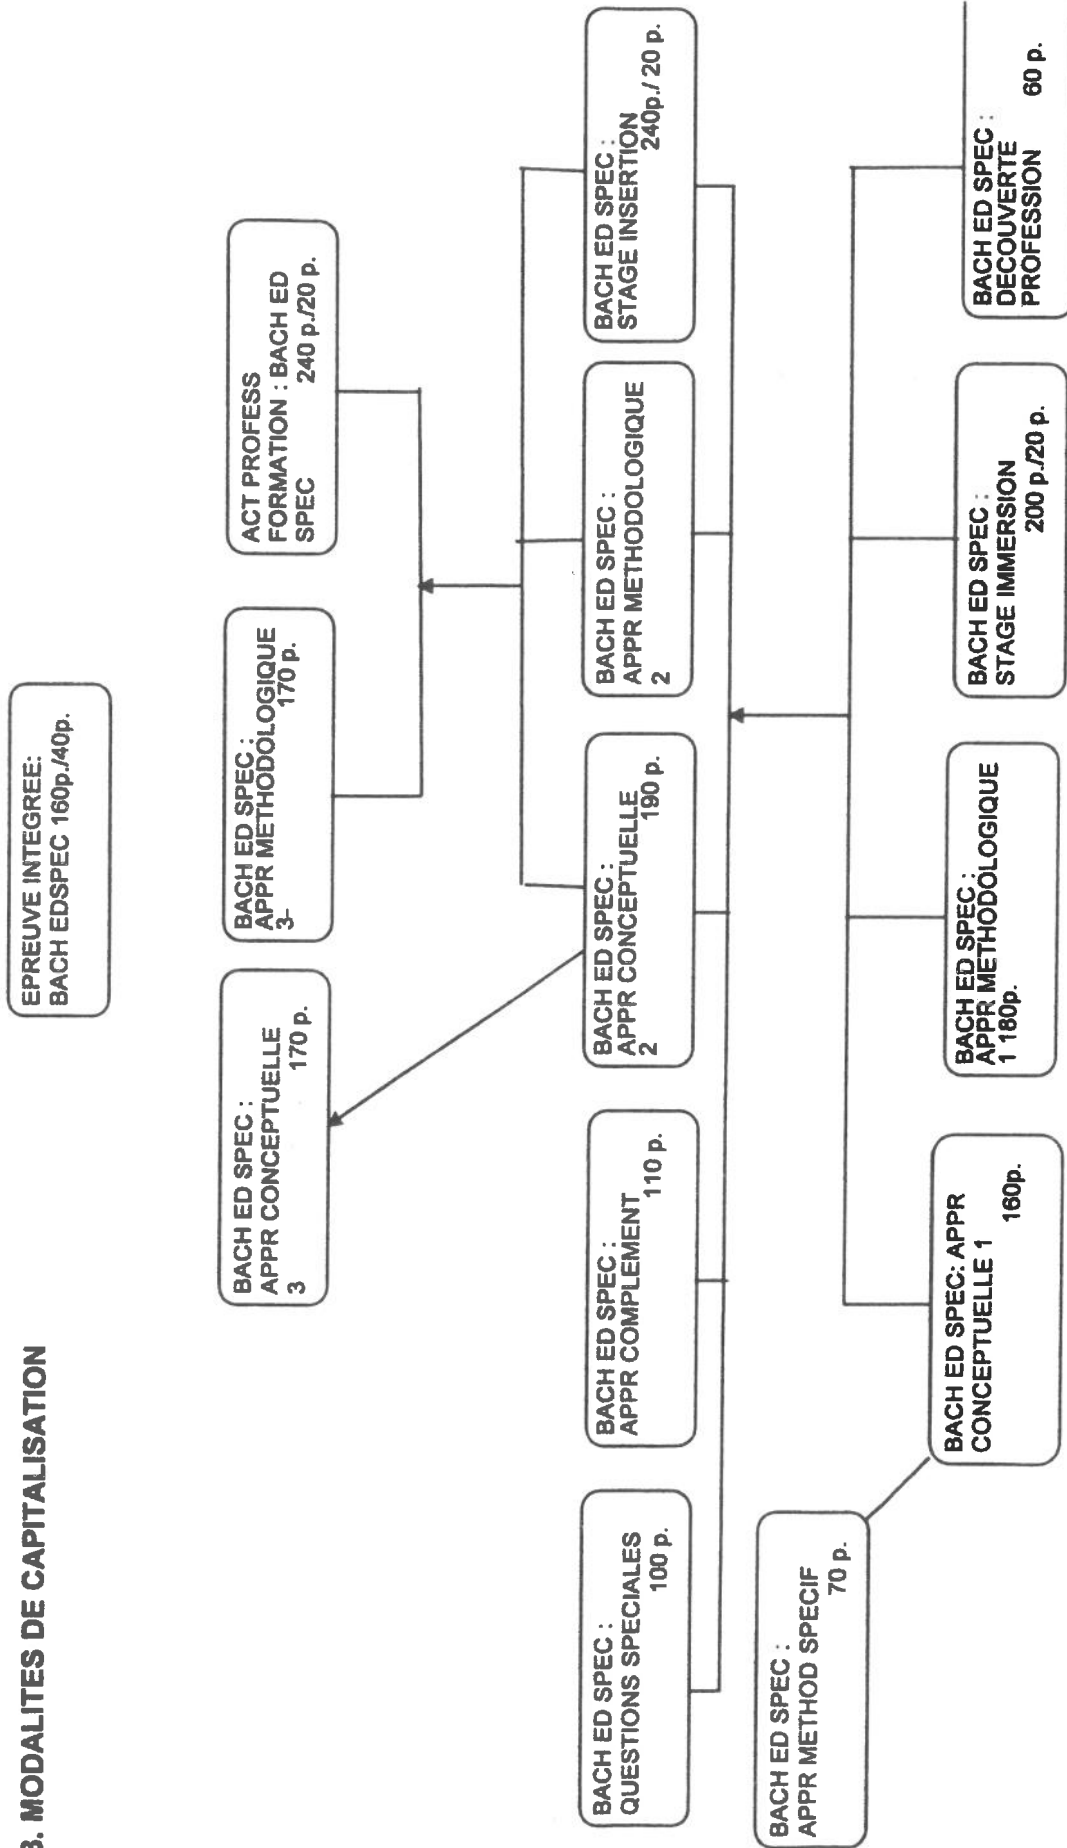 3. MODALITES DE CAPITALISATION
EPREUVE INTEGREE:
BACH EDSPEC 160p./40p.
BACH ED SPEC :
APPR CONCEPTUELLE
3
170 p.
BACH ED SPEC :
APPR METHODOLOGIQUE
3–
170 p.
ACT PROFESS
FORMATION : BACH ED
SPEC 240 p./20 p.
BACH ED SPEC :
QUESTIONS SPECIALES
100 p.
BACH ED SPEC :
APPR COMPLEMENT
110 p.
BACH ED SPEC :
APPR CONCEPTUELLE
2
190 p.
BACH ED SPEC :
APPR METHODOLOGIQUE
2
BACH ED SPEC :
STAGE INSERTION
240p./ 20 p.
BACH ED SPEC :
APPR METHOD SPECIF
70 p.
BACH ED SPEC: APPR
CONCEPTUELLE 1
160p.
BACH ED SPEC :
APPR METHODOLOGIQUE
1 180p.
BACH ED SPEC :
STAGE IMMERSION
200 p./20 p.
BACH ED SPEC :
DECOUVERTE
PROFESSION 60 p.